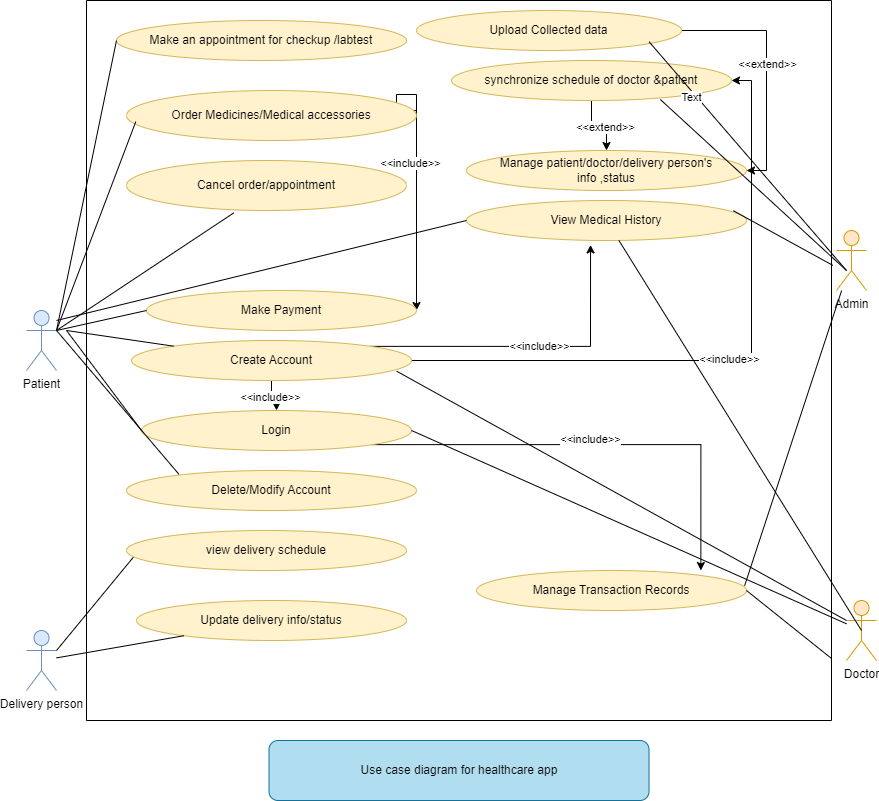 Make an appointment for checkup /labtest
Upload Collected data
<<extend>>
synchronize schedule of doctor &patient
Text
Order Medicines/Medical accessories
<<extend>>
<<include>>
Manage patient/doctor/delivery person's
info ,status
Cancel order/appointment
View Medical History
Admin
Make Payment
<<include>>
Create Account
<<include>>
Patient
<<include>>
Login
<<include>>
Delete/Modify Account
view delivery schedule
Manage Transaction Records
Update delivery info/status
Doctor
Delivery person
Use case diagram for healthcare app